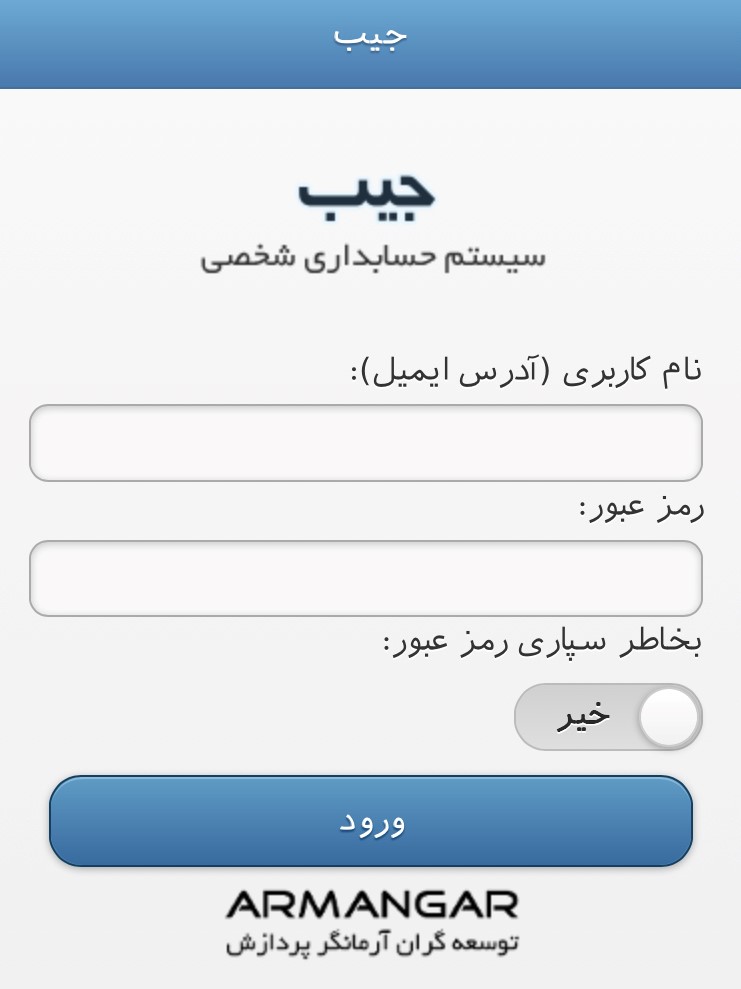 جیب
جیب
سیستم حسابداری شخصی
نام کاربری (آدرس ایمیل):
رمز عبور:
بخاطر سپاری رمز عبور:
خیر
ورود
ARMANGAR
توسعه گران آرمانگر پردازش